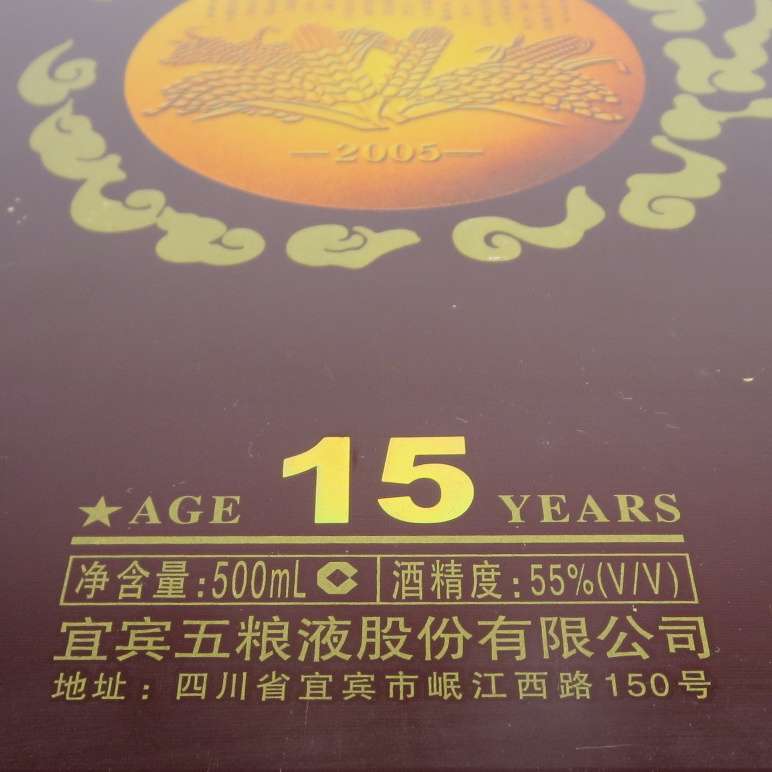 —2005—
★AGE 15 YEARS
净含量:500mL 酒精度:55%(V/V)
宜宾五粮液股份有限公司
地址：四川省宜宾市岷江西路150号